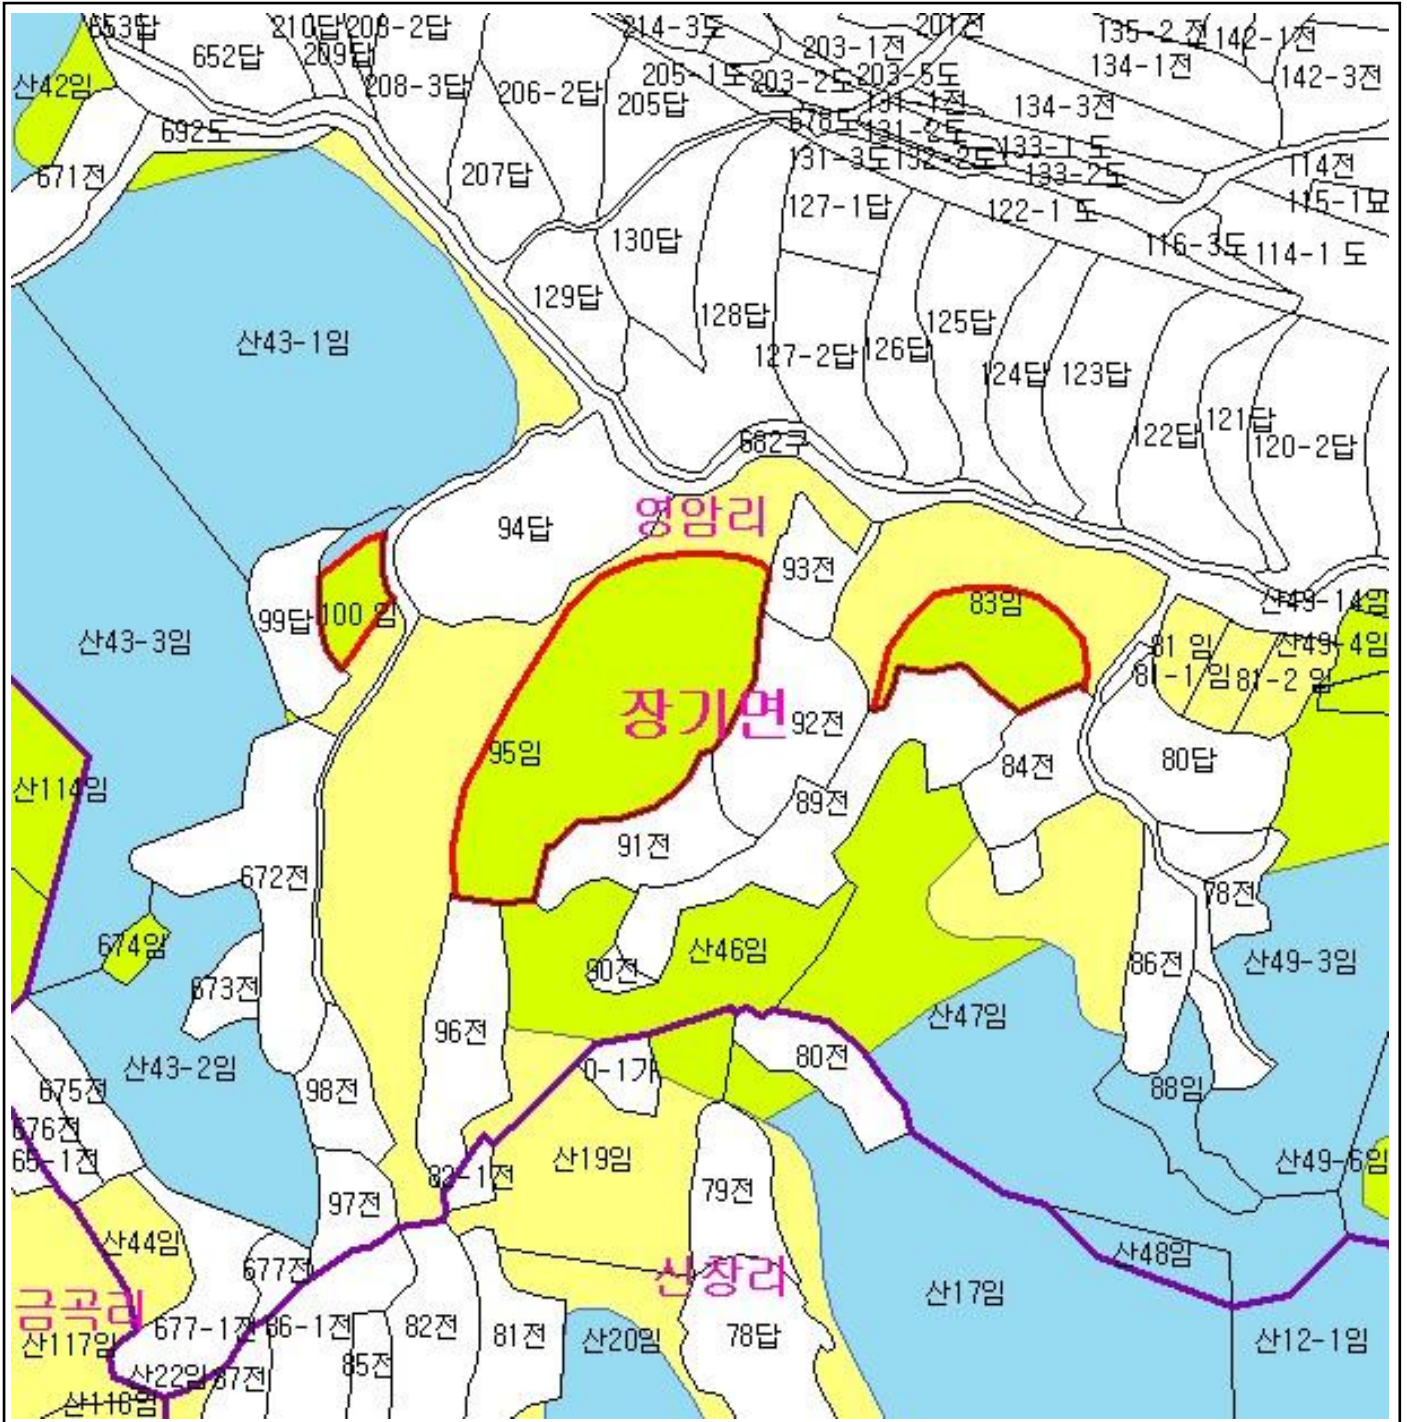 653답
210답
208-2답
214-3도
201전
135-2 전
142-1전
652답
209답
203-1전
134-1전
산42임
208-3답
206-2답
205-1도
203-2도
203-5도
142-3전
205답
131-1전
134-3전
692도
678도
131-2도
133-1 도
671전
207답
131-3도
132-2도
133-2도
114전
115-1묘
127-1답
122-1 도
130답
116-3도
114-1 도
129답
128답
125답
산43-1임
127-2답
126답
124답
123답
121답
682구
122답
120-2답
영암리
94답
93전
99답
100 임
83임
산49-14임
산43-3임
81 임
산49-4임
81-1 임
81-2 임
장기면
92전
95임
84전
80답
산114임
89전
91전
672전
78전
674임
산46임
90전
673전
86전
산49-3임
96전
산47임
산43-2임
80전
675전
98전
88임
676전
65-1전
82-1전
산19임
산49-6임
97전
79전
산44임
677전
산48임
신창리
금곡리
산17임
677-1전
86-1전
82전
81전
산20임
78답
산12-1임
산117임
85전
산22임
87전
산118임